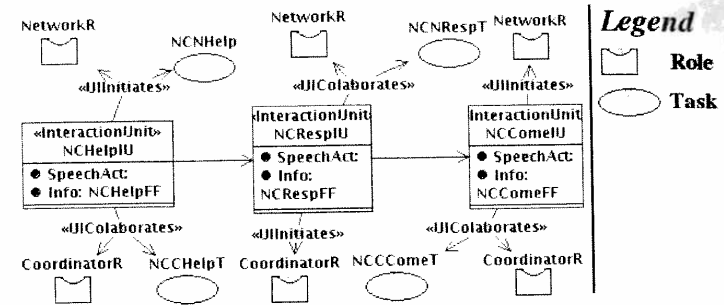 NetworkR
NCNHelp
NetworkR
NCNRespT
NetworkR
Legend
Role
Task
«UIInitiates»
«UIColaborates»
«UIInitiates»
«InteractionUnit»
NCHelpIU
SpeechAct:
Info: NCHelpFF
«InteractionUnit
NCRespIU
SpeechAct:
Info:
NCRespFF
InteractionUnit
NCComeIU
SpeechAct:
Info:
NCComeFF
«UIColaborates»
«UIInitiates»
«UIColaborates»
CoordinatorR
NCCHelpT
CoordinatorR
NCCComeT
CoordinatorR